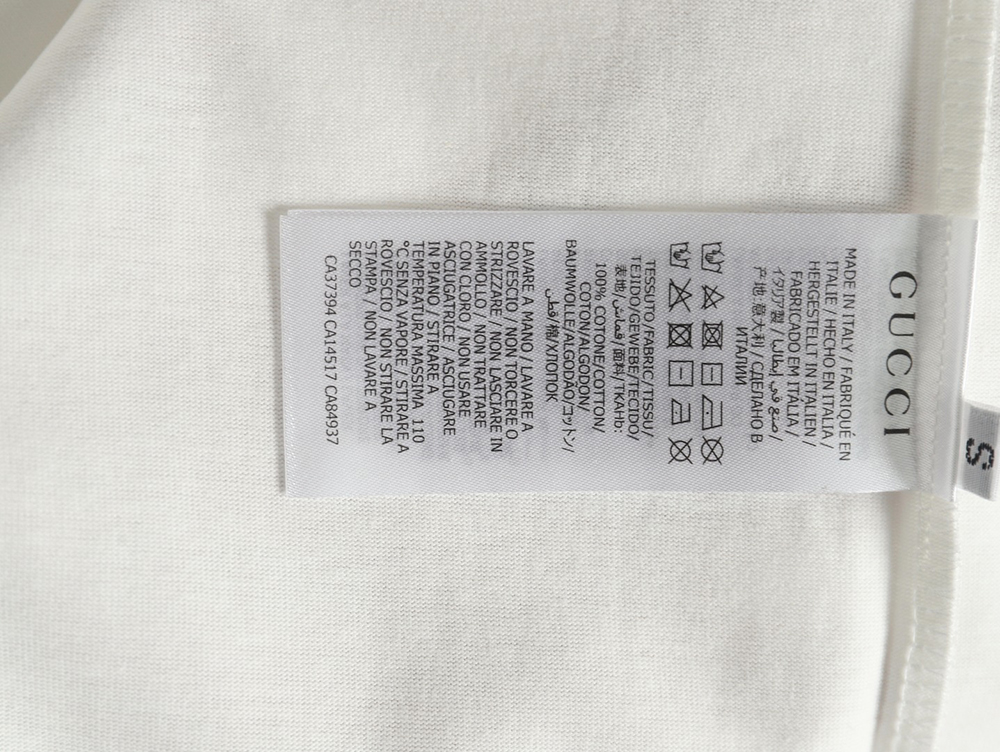 GUCCI
S
MADE IN ITALY / FABRIQUÉ EN
ITALIE / HECHO EN ITALIA /
HERGESTELLT IN ITALIEN /
FABRICADO EM ITÁLIA /
イタリア製 / صنع في إيطاليا /
产地:意大利 / СДЕЛАНО В
ИТАЛИИ
TESSUTO/FABRIC/TISSU/
TEJIDO/GEWEBE/TECIDO/
表地/قماش/面料/ТКАНЬ:
100% COTONE/COTTON/
COTON/ALGODON/
BAUMWOLLE/ALGODÃO/コットン/
قطن/棉/ХЛОПОК
LAVARE A MANO / LAVARE A
ROVESCIO / NON TORCERE O
STRIZZARE / NON LASCIARE IN
AMMOLLO / NON TRATTARE
CON CLORO / NON USARE
ASCIUGATRICE / ASCIUGARE
IN PIANO / STIRARE A
TEMPERATURA MASSIMA 110
°C SENZA VAPORE / STIRARE A
ROVESCIO / NON STIRARE LA
STAMPA / NON LAVARE A
SECCO
CA37394 CA14517 CA84937